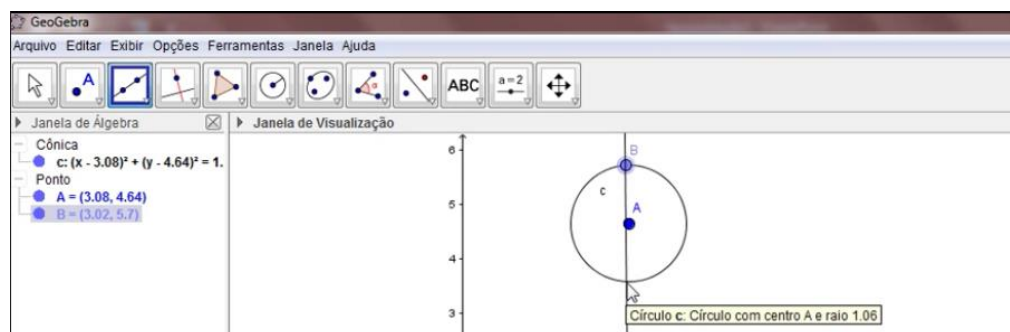 GeoGebra
Arquivo Editar Exibir Opções Ferramentas Janela Ajuda
A ABC a=2
Janela de Álgebra
Janela de Visualização
Cônica
c: (x - 3.08)² + (y - 4.64)² = 1.
Ponto
A = (3.08, 4.64)
B = (3.02, 5.7)
6
B
c
5
A
4
3
Círculo c: Círculo com centro A e raio 1.06